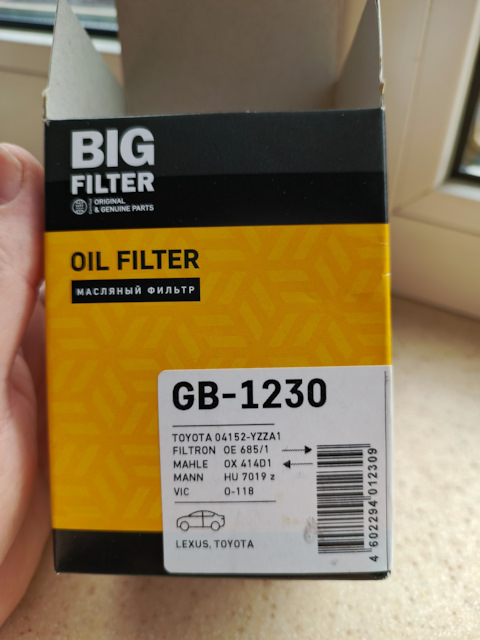 BIG
FILTER
ORIGINAL
& GENUINE PARTS
OIL FILTER
МАСЛЯНЫЙ ФИЛЬТР
GB-1230
TOYOTA 04152-YZZA1
FILTRON OE 685/1
MAHLE OX 414D1
MANN HU 7019 z
VIC O-118
LEXUS, TOYOTA
4 602294 012309